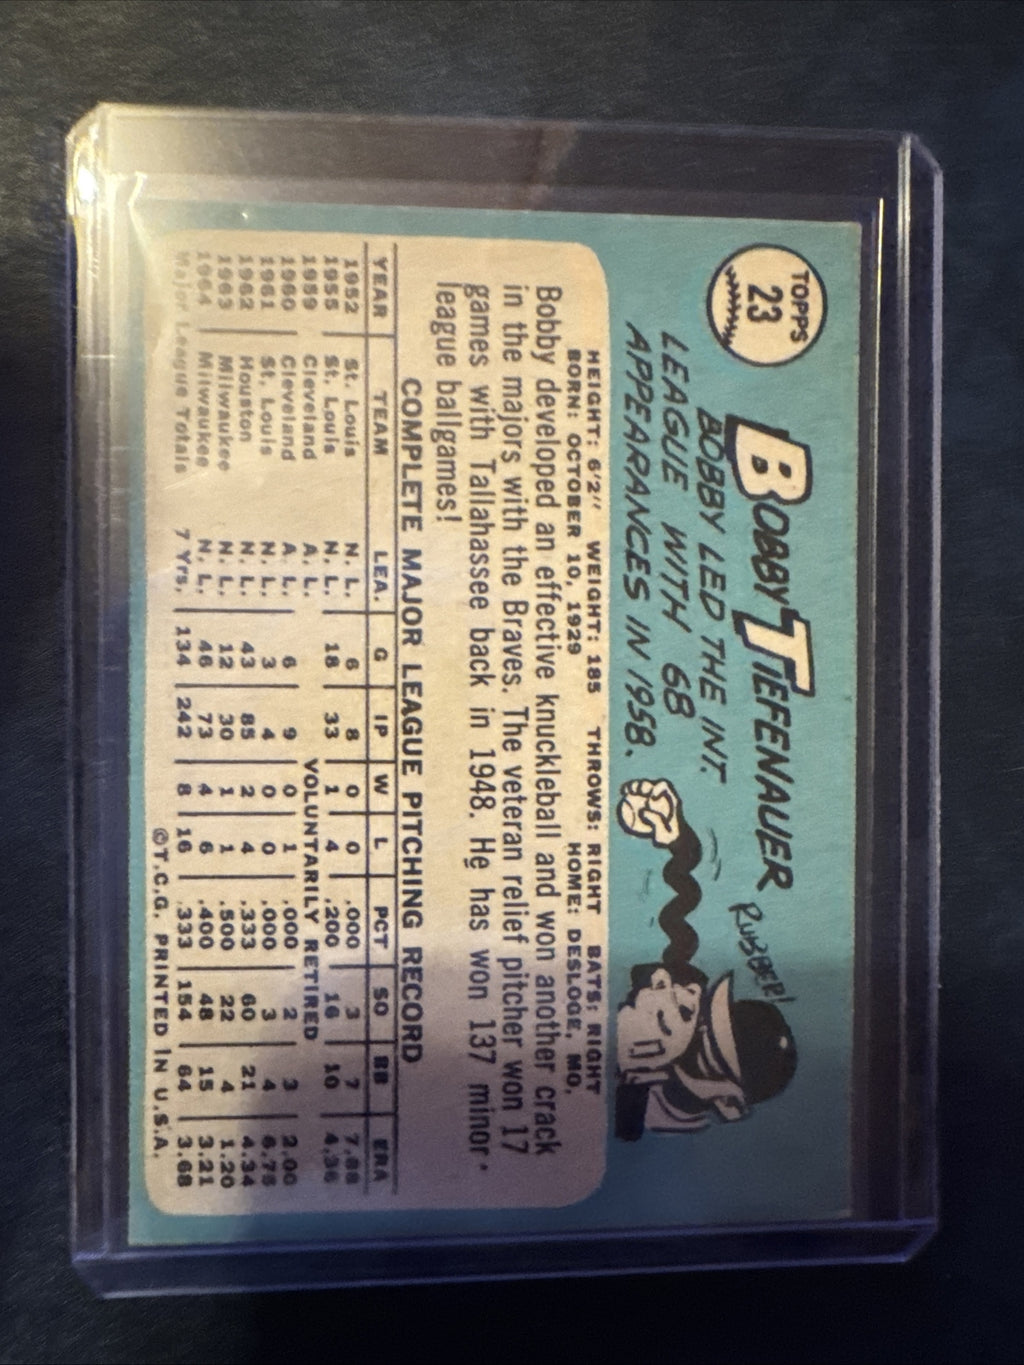 TOPPS
23
BOBBY TIEFENAUER
BOBBY LED THE INT.
LEAGUE WITH 68
APPEARANCES IN 1958.
RUBBER!
HEIGHT: 6'2" WEIGHT: 185 THROWS: RIGHT BATS: RIGHT
BORN: OCTOBER 10, 1929 HOME: DESLOGE, MO.
Bobby developed an effective knuckleball and won another crack
in the majors with the Braves. The veteran relief pitcher won 17
games with Tallahassee back in 1948. He has won 137 minor-
league ballgames!
COMPLETE MAJOR LEAGUE PITCHING RECORD
YEAR TEAM LEA. G IP W L PCT SO BB ERA
1952 St. Louis N. L. 6 8 0 0 .000 3 7 7.88
1955 St. Louis N. L. 18 33 1 4 .200 16 10 4.36
1959 Cleveland A. L. VOLUNTARILY RETIRED
1960 Cleveland A. L. 6 9 0 1 .000 2 3 2.00
1961 St. Louis N. L. 3 4 0 0 .000 3 4 6.75
1962 Houston N. L. 43 85 2 4 .333 60 21 4.34
1963 Milwaukee N. L. 12 30 1 1 .500 22 4 1.20
1964 Milwaukee N. L. 46 73 4 6 .400 48 15 3.21
Major League Totals 7 Yrs. 134 242 8 16 .333 154 64 3.68
©T.C.G. PRINTED IN U.S.A.